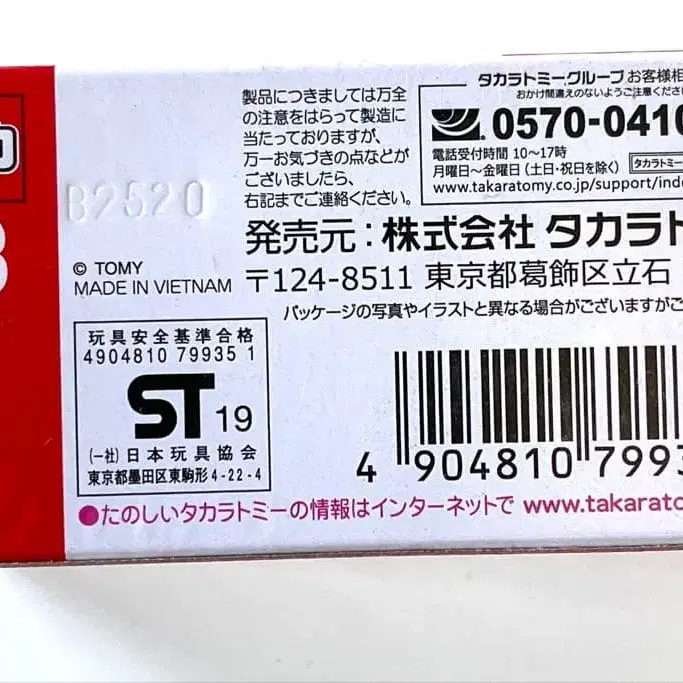 製品につきましては万全
の注意をはらって製造に
当たっておりますが、
万一お気づきの点などが
ございましたら、
右記までご連絡ください。
タカラトミーグループ お客様相
おかけ間違えのないようご注意くださ
0570-0410
電話受付時間 10〜17時
月曜日〜金曜日(土・日・祝日を除く)
タカラトミー
www.takaratomy.co.jp/support/ind
B2520
© TOMY
MADE IN VIETNAM
発売元:株式会社 タカラト
〒124-8511 東京都葛飾区立石
パッケージの写真やイラストと異なる場合がございますがご
玩具安全基準合格
4904810 79935 1
ST 19
(一社)日本玩具協会
東京都墨田区東駒形4-22-4
4 904810 7993
●たのしいタカラトミーの情報はインターネットで www.takarato